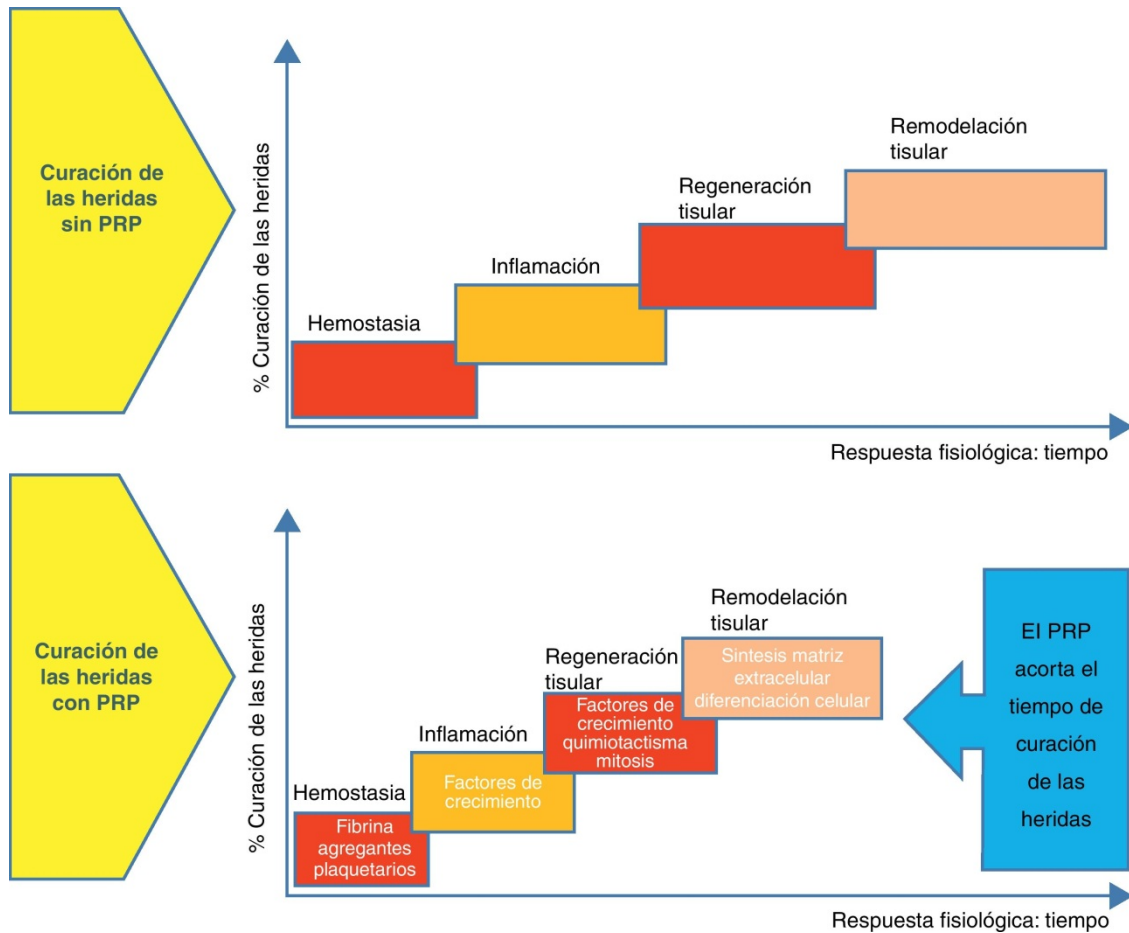 Curación de
las heridas
sin PRP
% Curación de las heridas
Hemostasia
Inflamación
Regeneración
tisular
Remodelación
tisular
Respuesta fisiológica: tiempo
Curación de
las heridas
con PRP
% Curación de las heridas
Hemostasia
Fibrina
agregantes
plaquetarios
Inflamación
Factores de
crecimiento
Regeneración
tisular
Factores de
crecimiento
quimiotactisma
mitosis
Remodelación
tisular
Sintesis matriz
extracelular
diferenciación celular
El PRP
acorta el
tiempo de
curación
de las
heridas
Respuesta fisiológica: tiempo